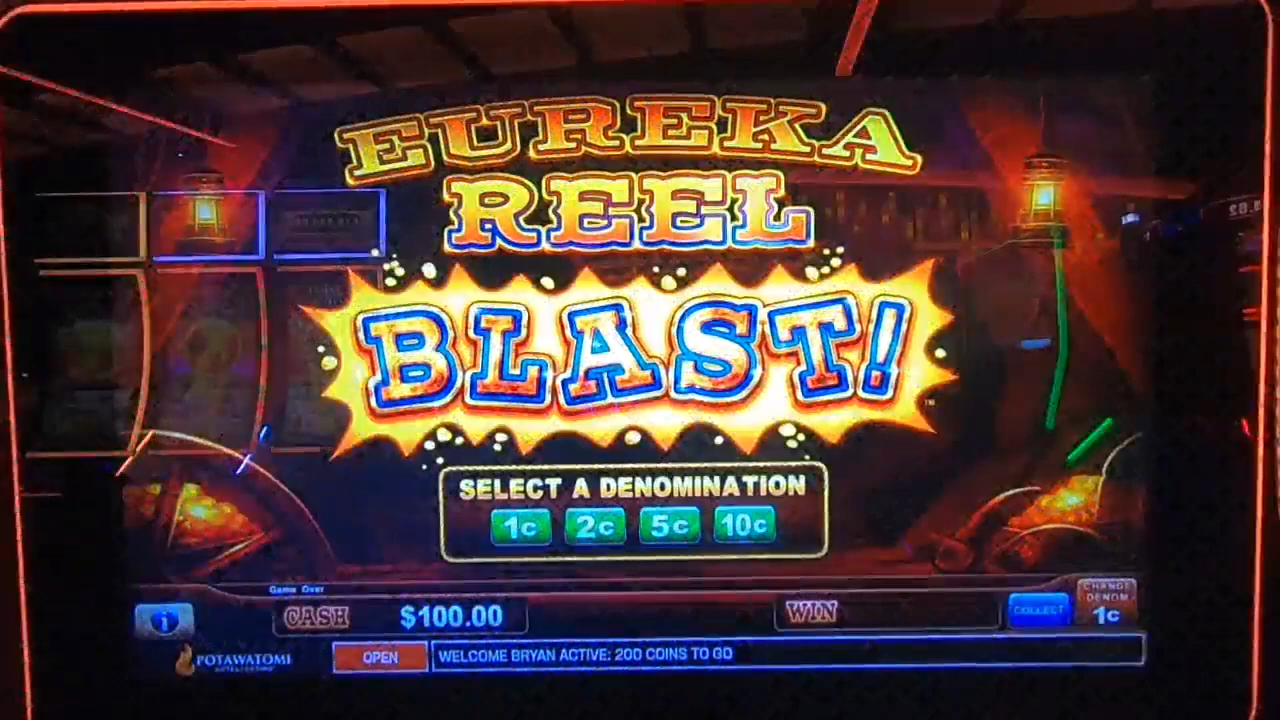 EUREKA
REEL
BLAST!
™
SELECT A DENOMINATION
1c 2c 5c 10c
Game Over
CASH $100.00 WIN
COLLECT
CHANGE
DENOM
1c
i
POTAWATOMI
OPEN
WELCOME BRYAN ACTIVE: 200 COINS TO GO